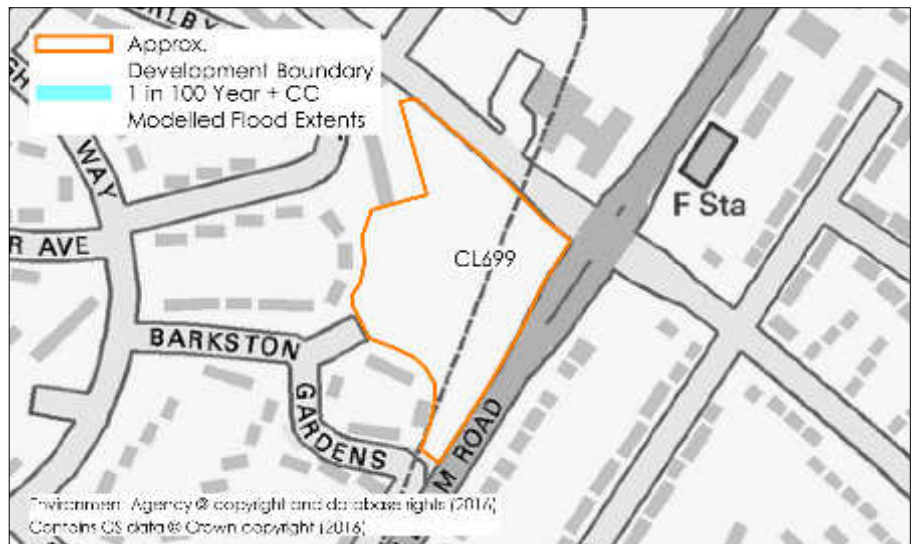 Approx.
Development Boundary
1 in 100 Year + CC
Modelled Flood Extents
WAY
R AVE
CL699
F Sta
BARKSTON
GARDENS
M ROAD
Environment Agency © copyright and database rights (2016)
Contains OS data © Crown copyright (2016)